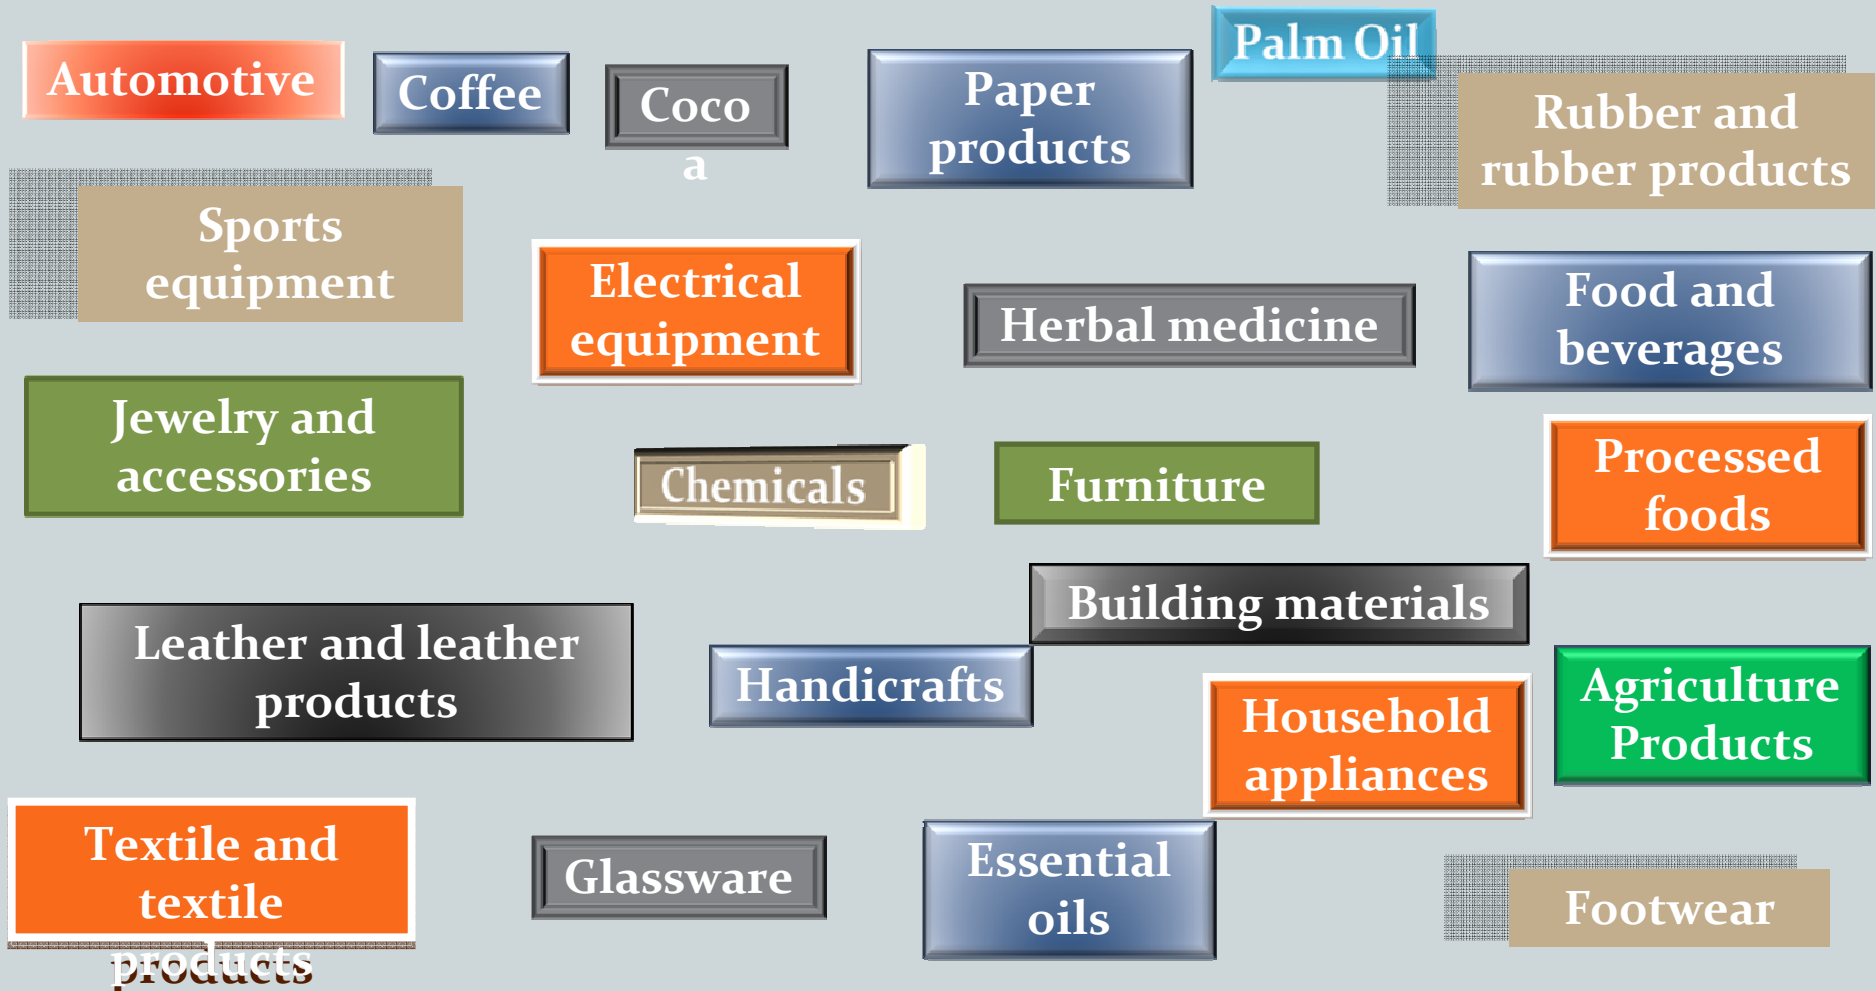 Automotive
Coffee
Coco
a
Paper
products
Palm Oil
Rubber and
rubber products
Sports
equipment
Electrical
equipment
Herbal medicine
Food and
beverages
Jewelry and
accessories
Chemicals
Furniture
Processed
foods
Leather and leather
products
Handicrafts
Building materials
Household
appliances
Agriculture
Products
Textile and
textile
products
Glassware
Essential
oils
Footwear